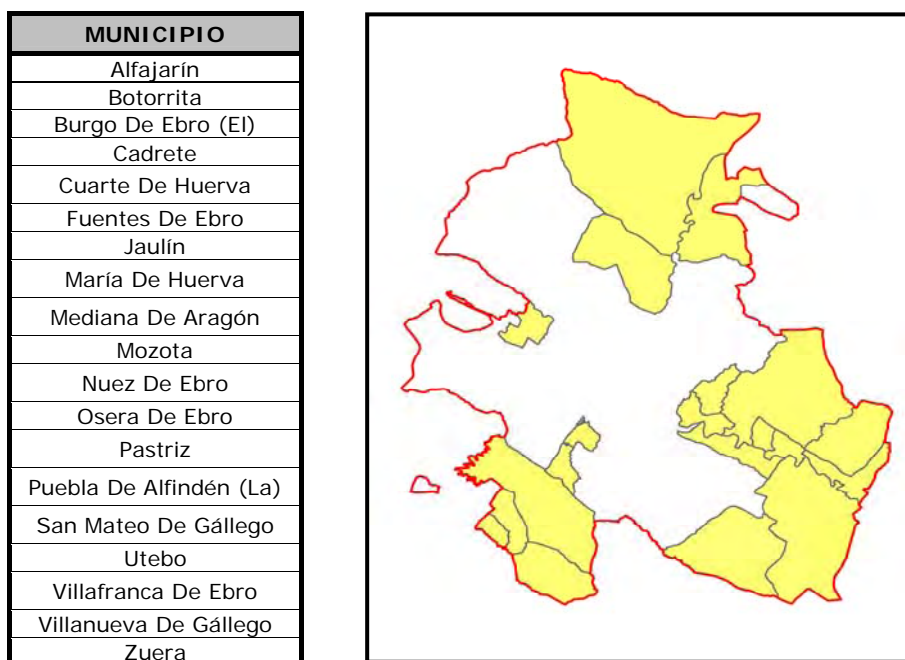 MUNICIPIO
Alfajarín
Botorrita
Burgo De Ebro (El)
Cadrete
Cuarte De Huerva
Fuentes De Ebro
Jaulín
María De Huerva
Mediana De Aragón
Mozota
Nuez De Ebro
Osera De Ebro
Pastriz
Puebla De Alfindén (La)
San Mateo De Gállego
Utebo
Villafranca De Ebro
Villanueva De Gállego
Zuera